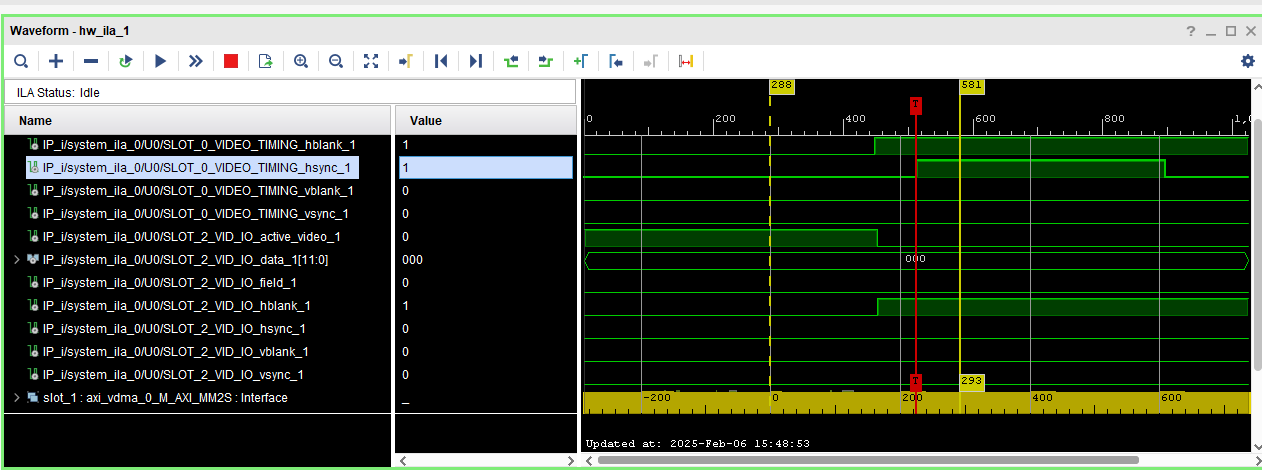 Waveform - hw_ila_1
?
ILA Status: Idle
Name
Value
IP_i/system_ila_0/U0/SLOT_0_VIDEO_TIMING_hblank_1 1
IP_i/system_ila_0/U0/SLOT_0_VIDEO_TIMING_hsync_1 1
IP_i/system_ila_0/U0/SLOT_0_VIDEO_TIMING_vblank_1 0
IP_i/system_ila_0/U0/SLOT_0_VIDEO_TIMING_vsync_1 0
IP_i/system_ila_0/U0/SLOT_2_VID_IO_active_video_1 0
IP_i/system_ila_0/U0/SLOT_2_VID_IO_data_1[11:0] 000
IP_i/system_ila_0/U0/SLOT_2_VID_IO_field_1 0
IP_i/system_ila_0/U0/SLOT_2_VID_IO_hblank_1 1
IP_i/system_ila_0/U0/SLOT_2_VID_IO_hsync_1 0
IP_i/system_ila_0/U0/SLOT_2_VID_IO_vblank_1 0
IP_i/system_ila_0/U0/SLOT_2_VID_IO_vsync_1 0
slot_1 : axi_vdma_0_M_AXI_MM2S : Interface _
288 581
T
0 200 400 600 800 1,0
000
T 293
-200 0 200 400 600
Updated at: 2025-Feb-06 15:48:53